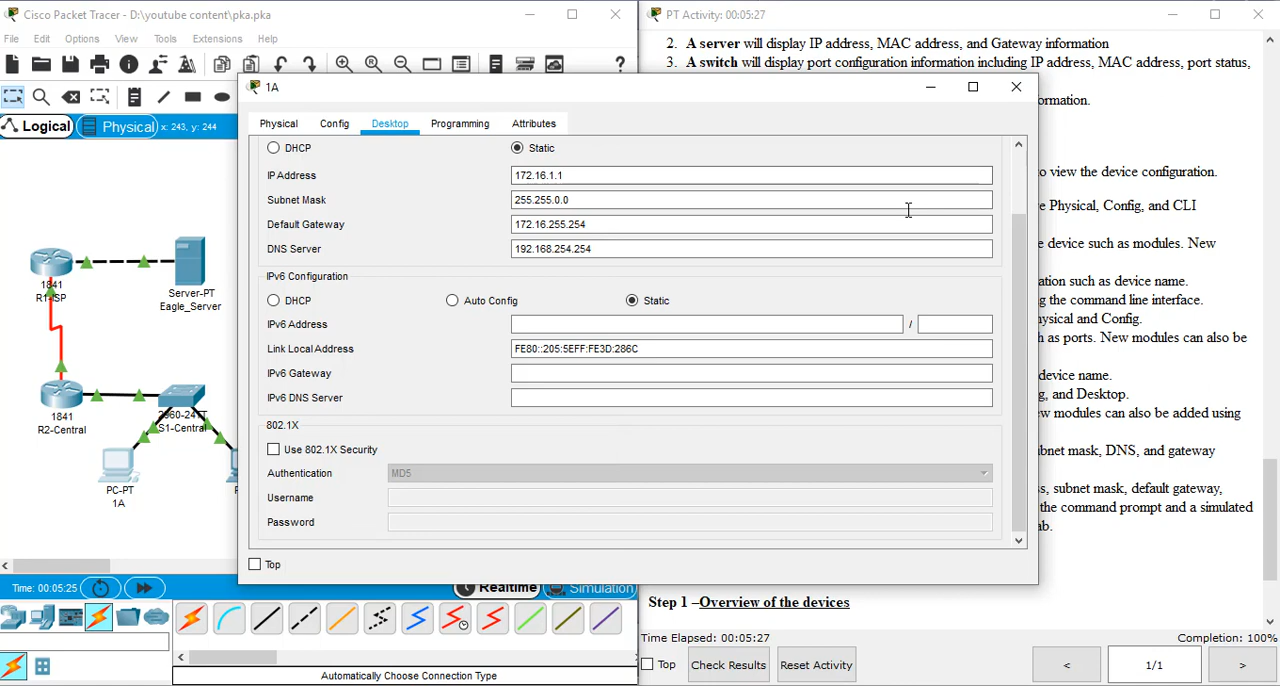 Cisco Packet Tracer - D:\youtube content\pka.pka
File Edit Options View Tools Extensions Help
Logical
Physical
x: 243, y: 244
1841
R1-ISP
Server-PT
Eagle_Server
1841
R2-Central
S1-Central
PC-PT
1A
Time: 00:05:25
Realtime
Simulation
Automatically Choose Connection Type
1A
Physical Config Desktop Programming Attributes
DHCP Static
IP Address 172.16.1.1
Subnet Mask 255.255.0.0
Default Gateway 172.16.255.254
DNS Server 192.168.254.254
IPv6 Configuration
DHCP Auto Config Static
IPv6 Address /
Link Local Address FE80::205:5EFF:FE3D:286C
IPv6 Gateway
IPv6 DNS Server
802.1X
Use 802.1X Security
Authentication MD5
Username
Password
Top
PT Activity: 00:05:27
2. A server will display IP address, MAC address, and Gateway information
3. A switch will display port configuration information including IP address, MAC address, port status,
to view the device configuration.
Physical, Config, and CLI
device such as modules. New
such as device name.
the command line interface.
and Config.
as ports. New modules can also be
device name.
and Desktop.
modules can also be added using
mask, DNS, and gateway
subnet mask, default gateway,
the command prompt and a simulated
Step 1 –Overview of the devices
Time Elapsed: 00:05:27 Completion: 100%
Top Check Results Reset Activity < 1/1 >